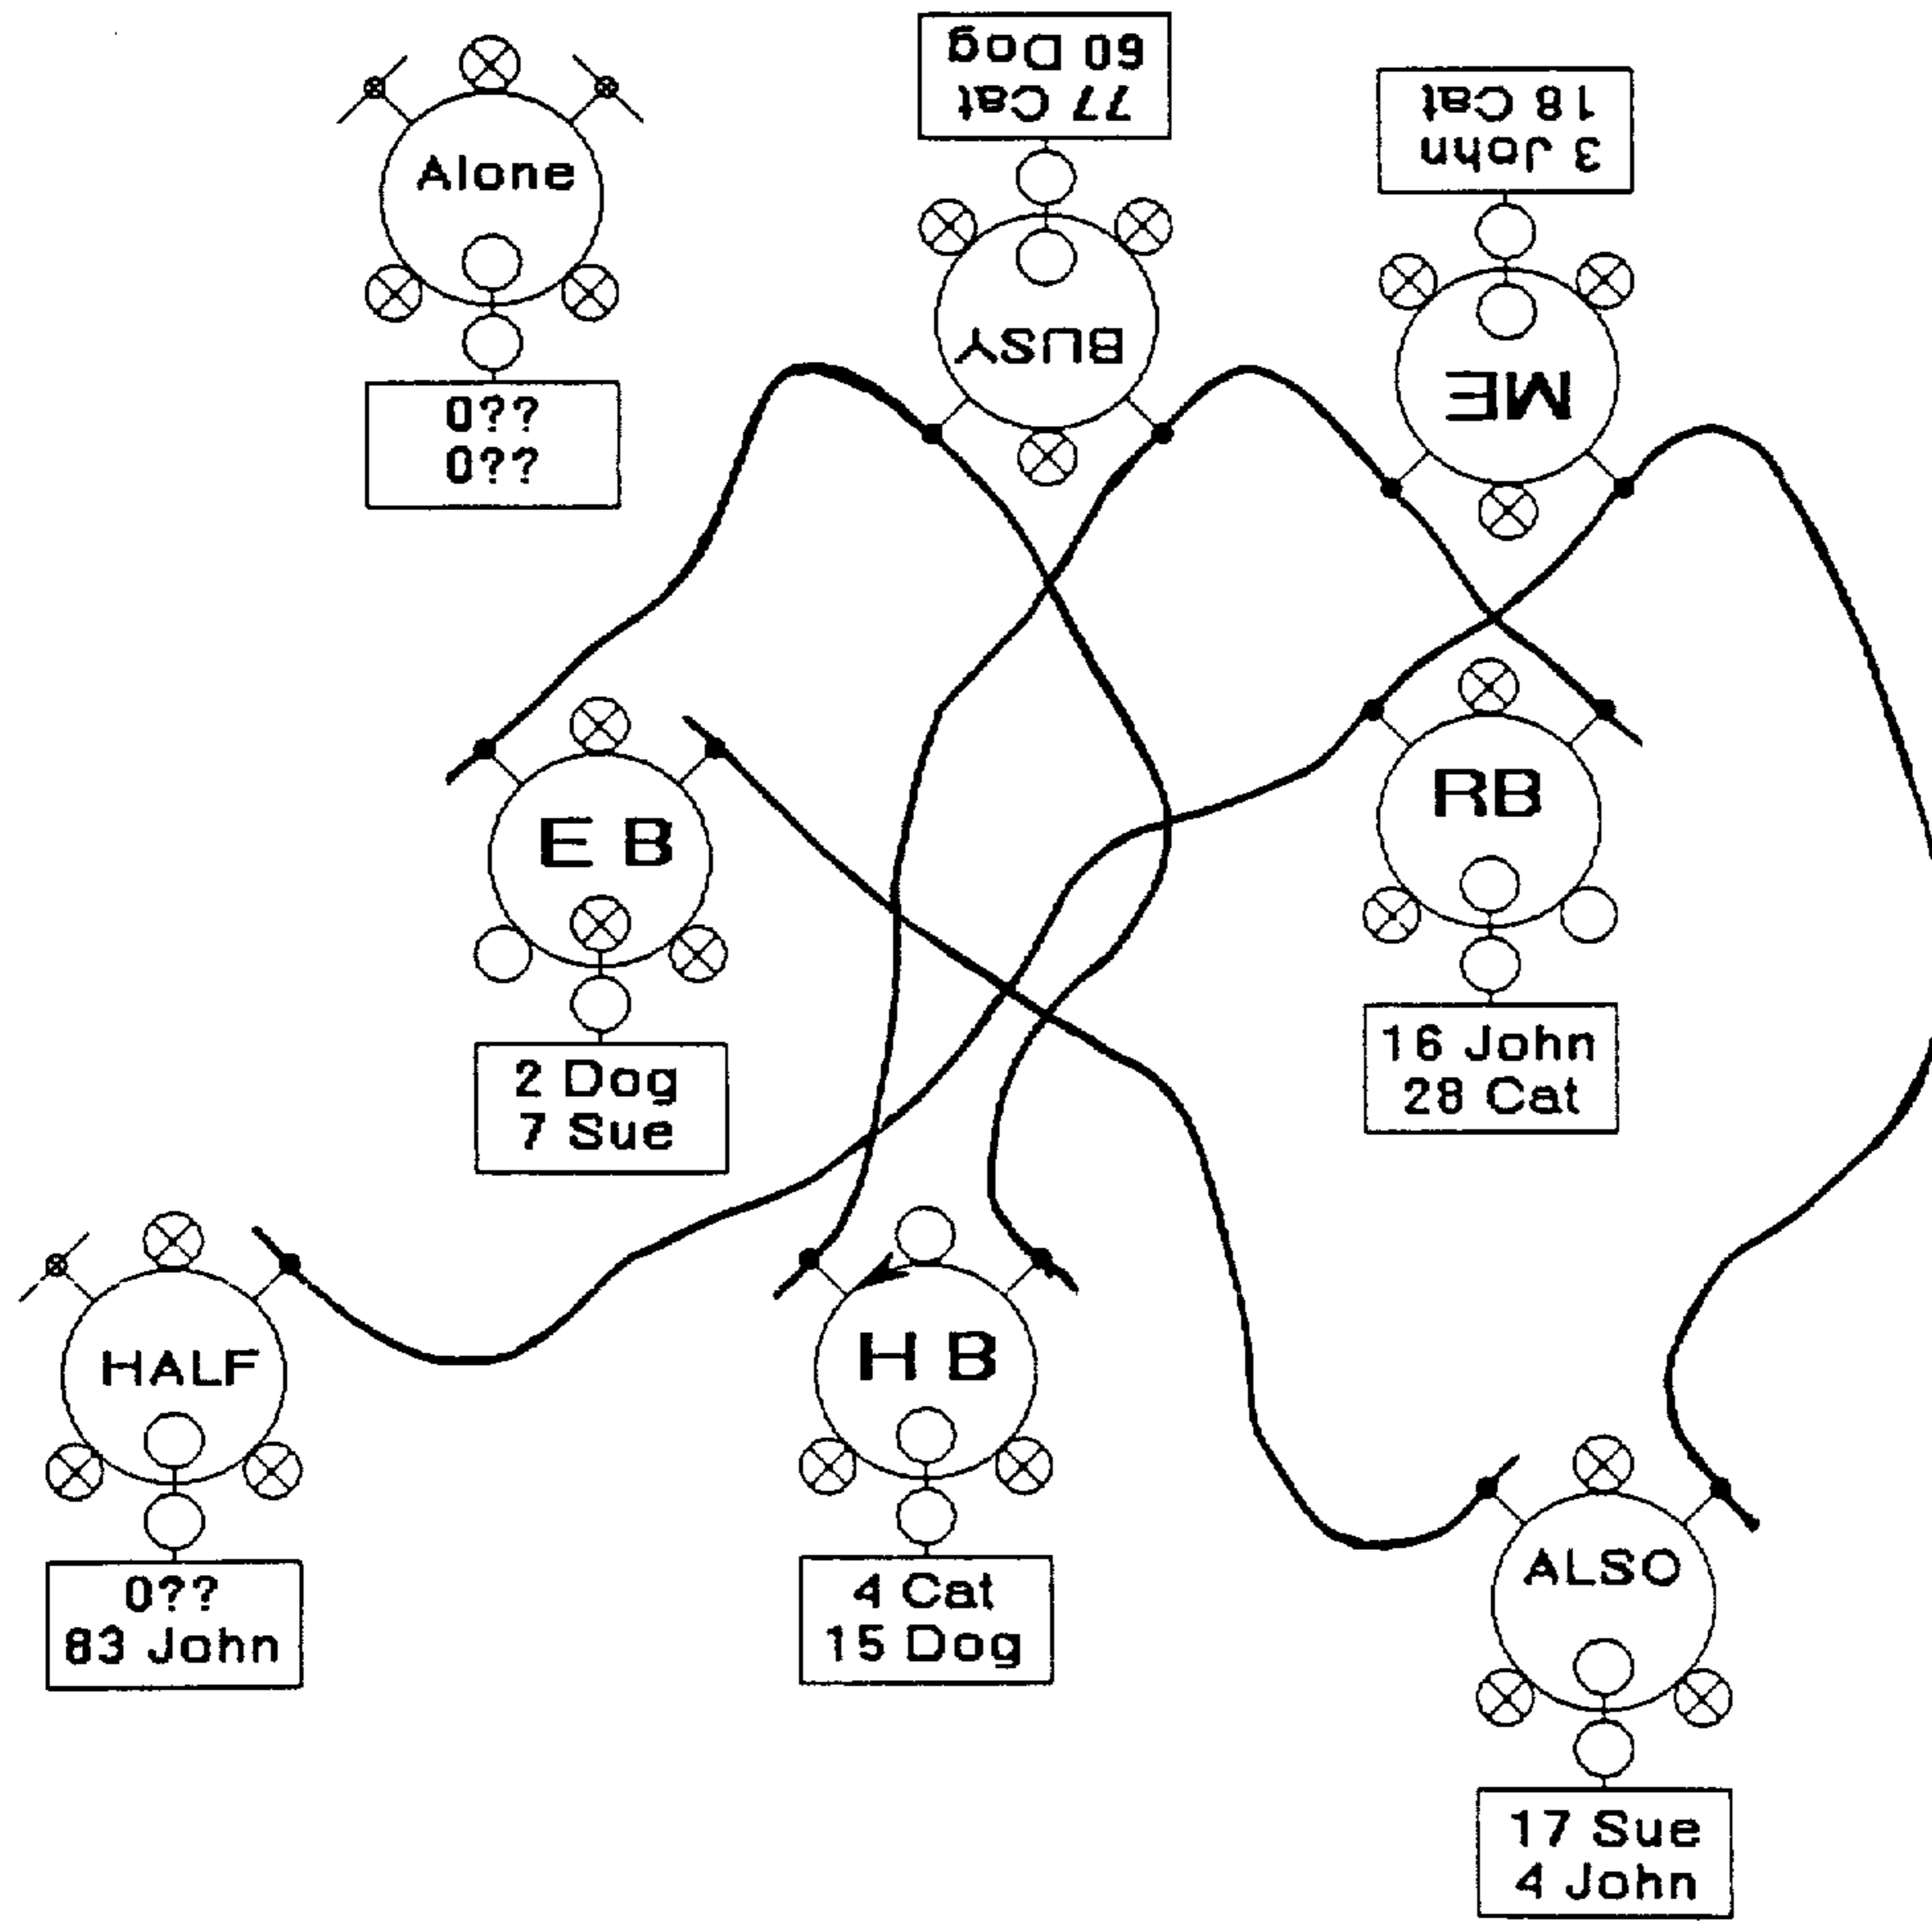 60 Dog
77 Cat
18 Cat
3 John
Alone
BUSY
ME
0??
0??
E B
RB
2 Dog
7 Sue
16 John
28 Cat
HALF
H B
ALSO
0??
83 John
4 Cat
15 Dog
17 Sue
4 John